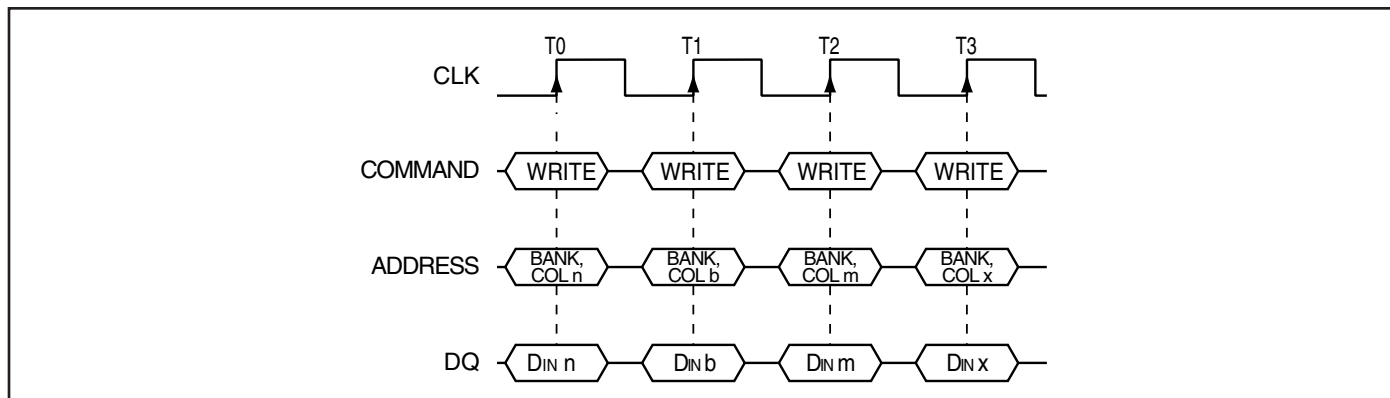 T0 T1 T2 T3
CLK
COMMAND WRITE WRITE WRITE WRITE
ADDRESS BANK, COL n BANK, COL b BANK, COL m BANK, COL x
DQ DIN n DIN b DIN m DIN x